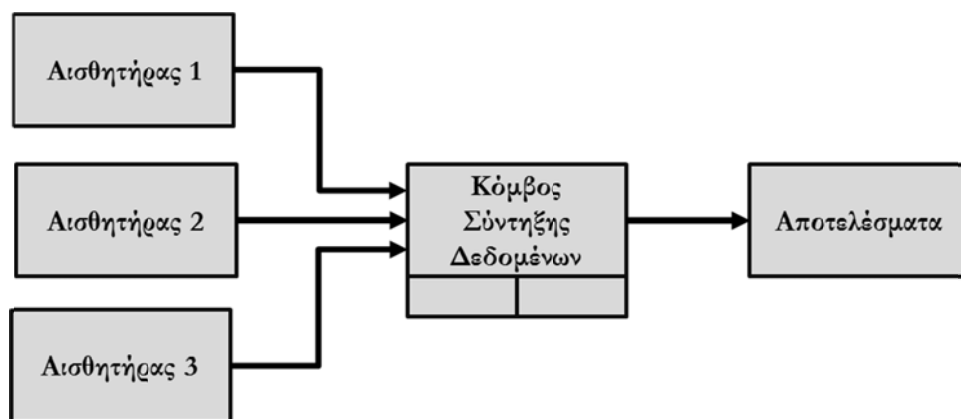 Αισθητήρας 1
Αισθητήρας 2
Αισθητήρας 3
Κόμβος
Σύντηξης
Δεδομένων
Αποτελέσματα